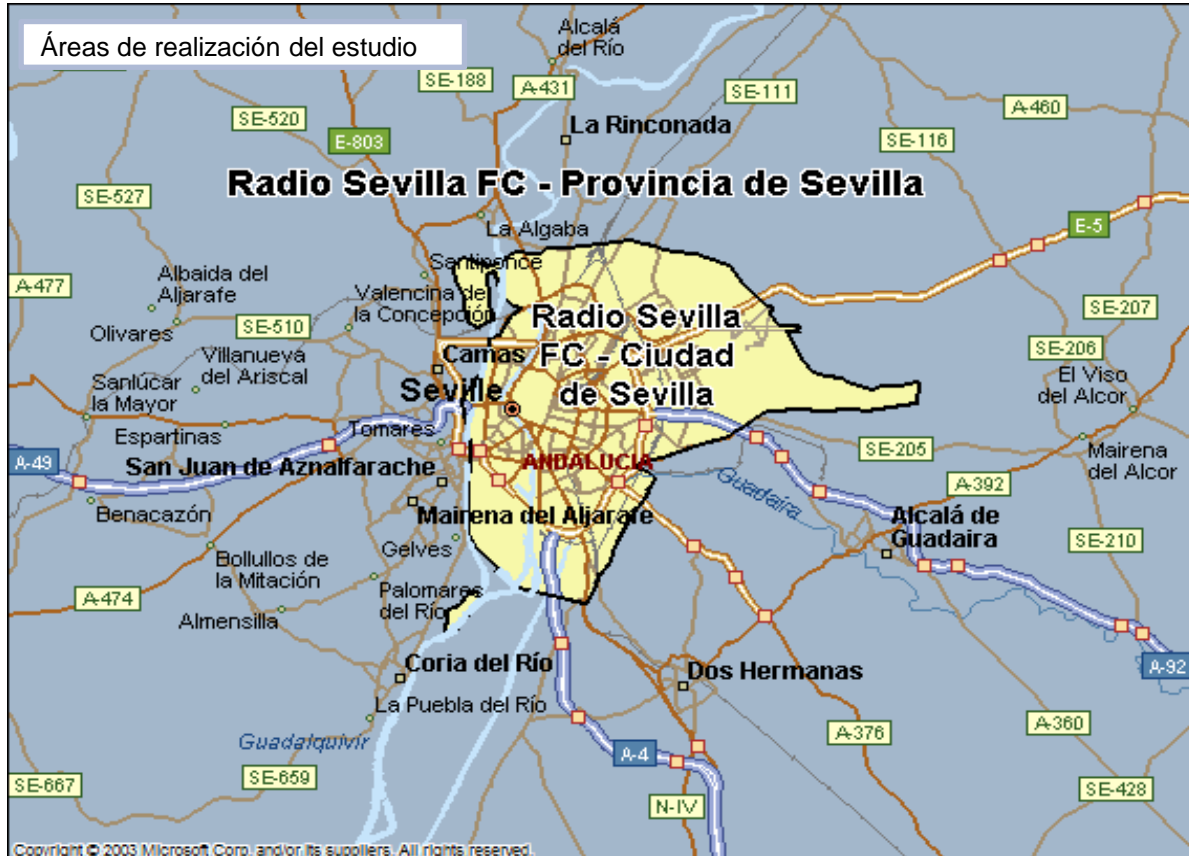 Áreas de realización del estudio
Alcalá
del Río
SE-188
A-431
SE-111
A-460
SE-520
La Rinconada
E-803
SE-116
Radio Sevilla FC - Provincia de Sevilla
SE-527
La Algaba
E-5
Santiponce
A-477
Albaida del
Aljarafe
Valencina de
la Concepción
SE-207
Olivares
SE-510
Radio Sevilla
FC - Ciudad
de Sevilla
Villanueva
del Ariscal
Camas
SE-206
Sanlúcar
la Mayor
Seville
El Viso
del Alcor
Espartinas
Tomares
SE-205
Mairena
del Alcor
A-49
San Juan de Aznalfarache
ANDALUCIA
Guadaira
A-392
Benacazón
Mairena del Aljarafe
Alcalá de
Guadaira
Gelves
SE-210
Bollullos de
la Mitación
A-474
Palomares
del Río
Almensilla
Coria del Río
Dos Hermanas
A-92
La Puebla del Río
A-360
Guadalquivir
A-376
A-4
SE-667
SE-659
SE-428
N-IV
Copyright © 2003 Microsoft Corp. and/or its suppliers. All rights reserved.